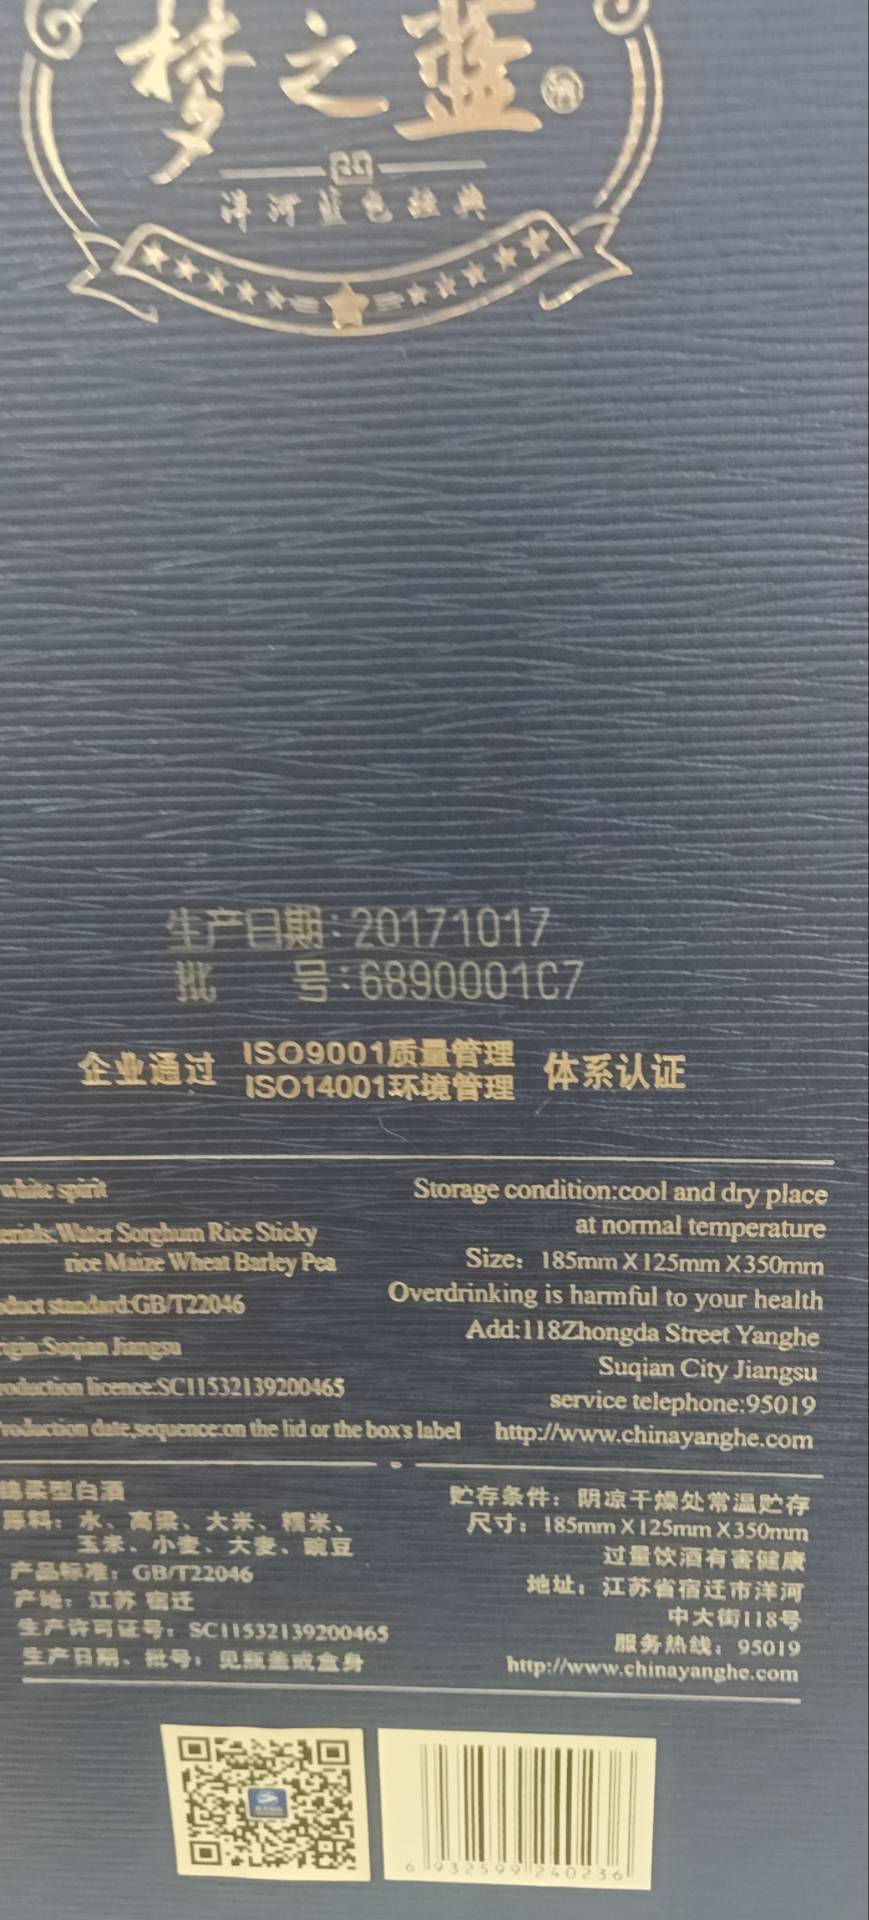 梦之蓝
洋河蓝色经典
生产日期:20171017
批 号:6890001C7
企业通过 ISO9001质量管理 体系认证
ISO14001环境管理
white spirit
Water Sorghum Rice Sticky
rice Maize Wheat Barley Pea
standard:GB/T22046
Suqian Jiangsu
licence:SC11532139200465
date,sequence:on the lid or the box's label
Storage condition:cool and dry place
at normal temperature
Size: 185mm X 125mm X 350mm
Overdrinking is harmful to your health
Add:118Zhongda Street Yanghe
Suqian City Jiangsu
service telephone:95019
http://www.chinayanghe.com
绵柔型白酒
原料：水、高粱、大米、糯米、
玉米、小麦、大麦、豌豆
产品标准：GB/T22046
产地：江苏 宿迁
生产许可证号：SC11532139200465
生产日期、批号：见瓶盖或盒身
贮存条件：阴凉干燥处常温贮存
尺寸：185mm X 125mm X 350mm
过量饮酒有害健康
地址：江苏省宿迁市洋河
中大街118号
服务热线：95019
http://www.chinayanghe.com
6 932599 240236